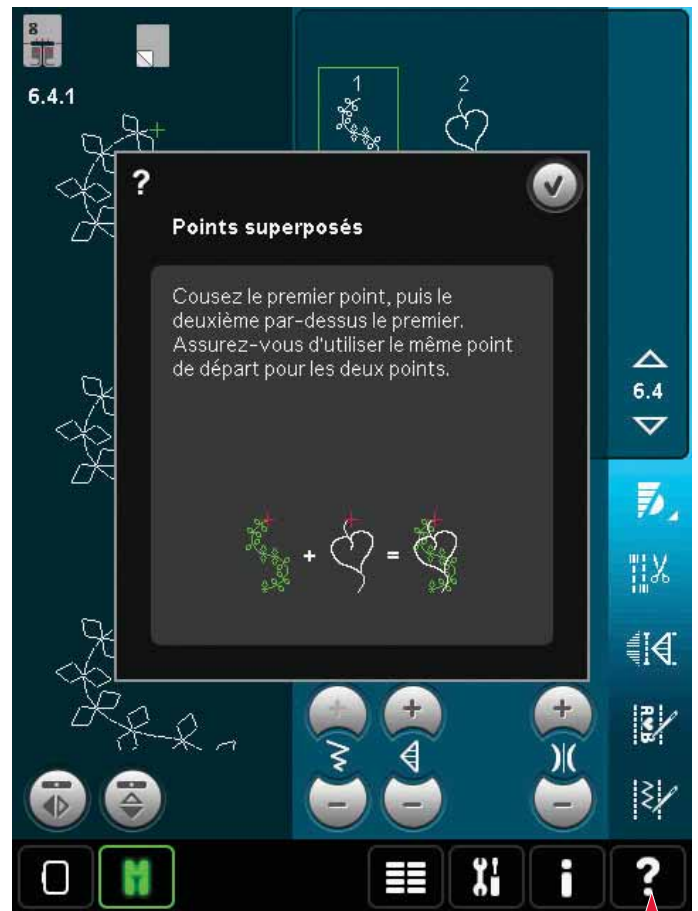 8
6.4.1
1 2
?
Points superposés
Cousez le premier point, puis le
deuxième par-dessus le premier.
Assurez-vous d'utiliser le même point
de départ pour les deux points.
+ =
6.4
A♥B
+ + +
- - -
i ?